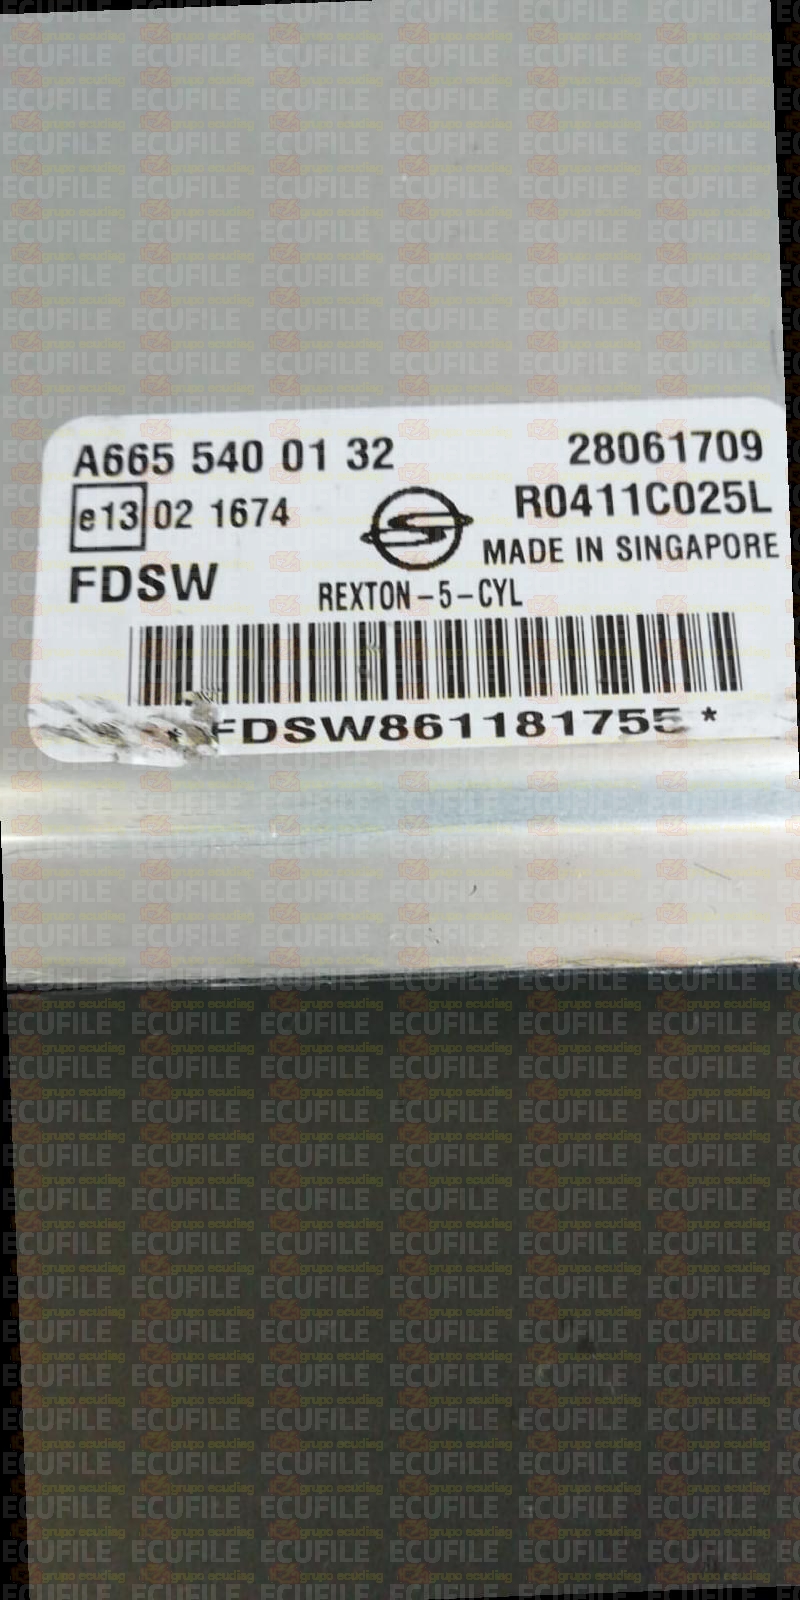 A665 540 01 32
28061709
e13 02 1674
R0411C025L
MADE IN SINGAPORE
FDSW
REXTON-5-CYL
* FDSW861181755 *
ECUFILE
grupo ecudiag